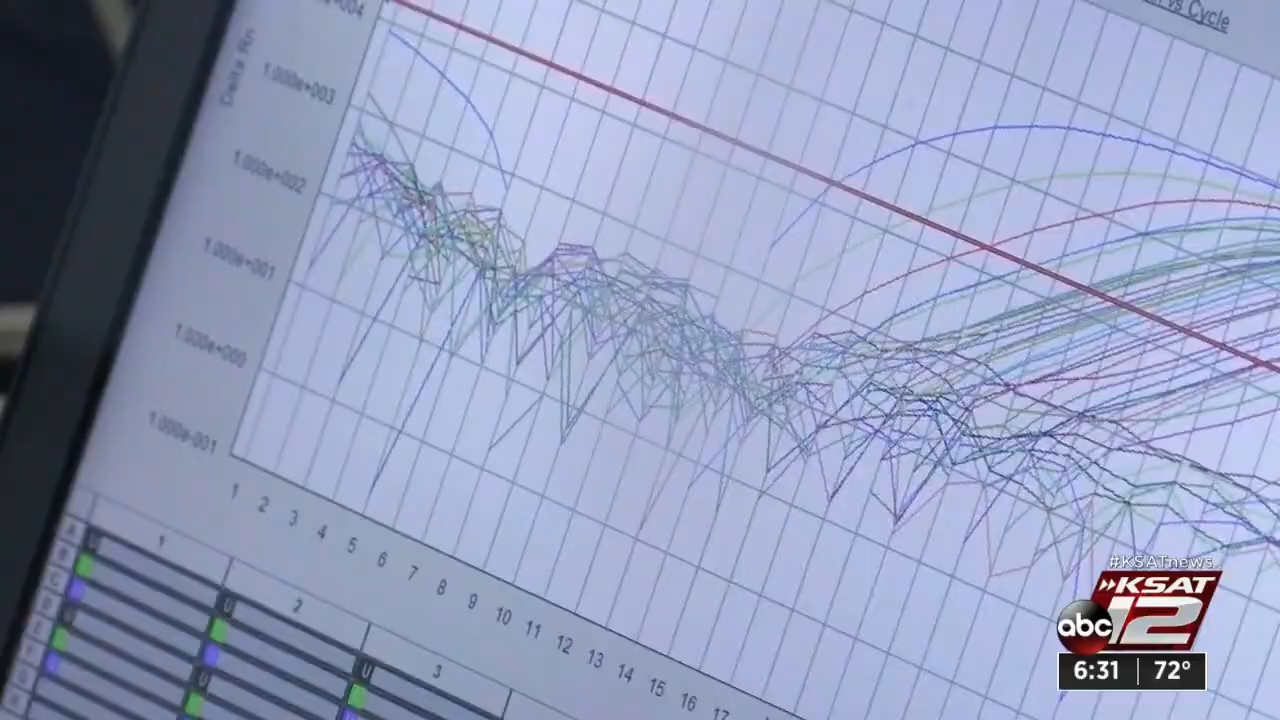 vs Cycle
Delta Rn
1.000e+003
1.000e+002
1.000e+001
1.000e+000
1.000e-001
1
2
3
4
5
6
7
8
9
10
11
12
13
14
15
16
17
1
2
3
A
B
C
D
E
F
G
U
U
U
U
#KSATnews
KSAT
abc 12
6:31 72°